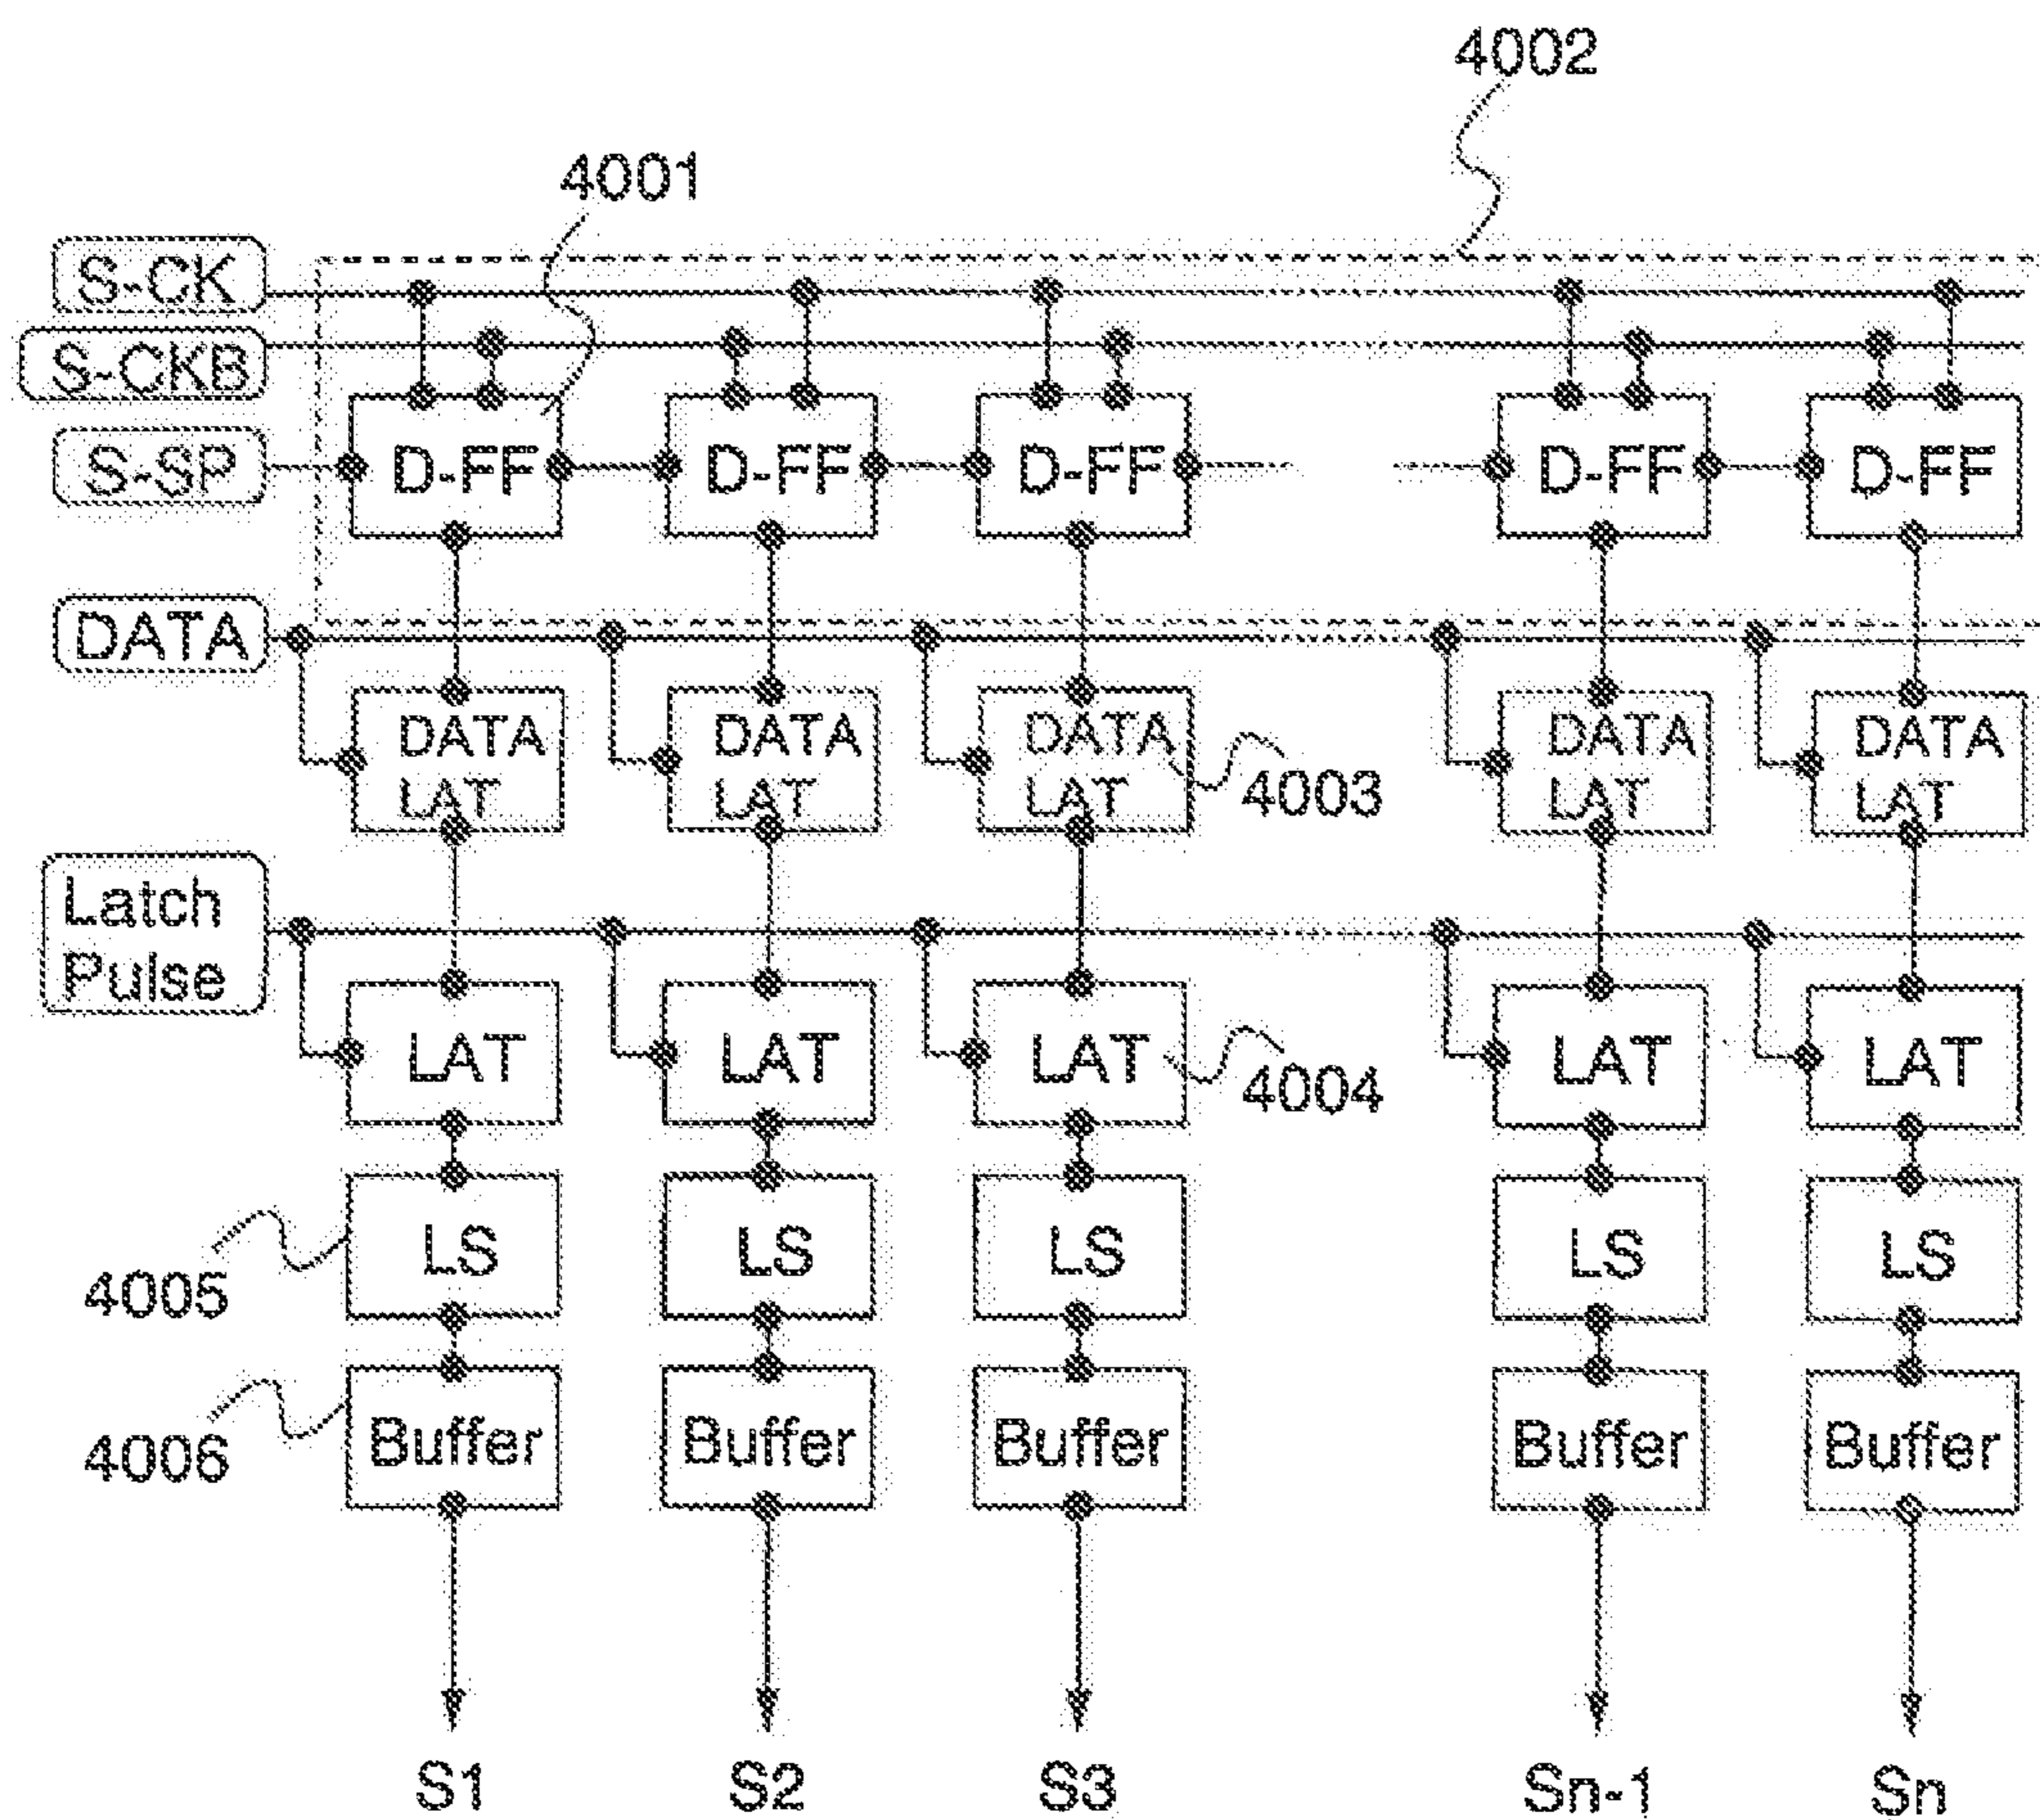 4002
4001
S-CK
S-CKB
S-SP
D-FF D-FF D-FF D-FF D-FF
DATA
DATA DATA DATA DATA DATA
LAT LAT LAT LAT LAT
4003
Latch
Pulse
LAT LAT LAT LAT LAT
4004
LS LS LS LS LS
4005
Buffer Buffer Buffer Buffer Buffer
4006
S1 S2 S3 Sn-1 Sn